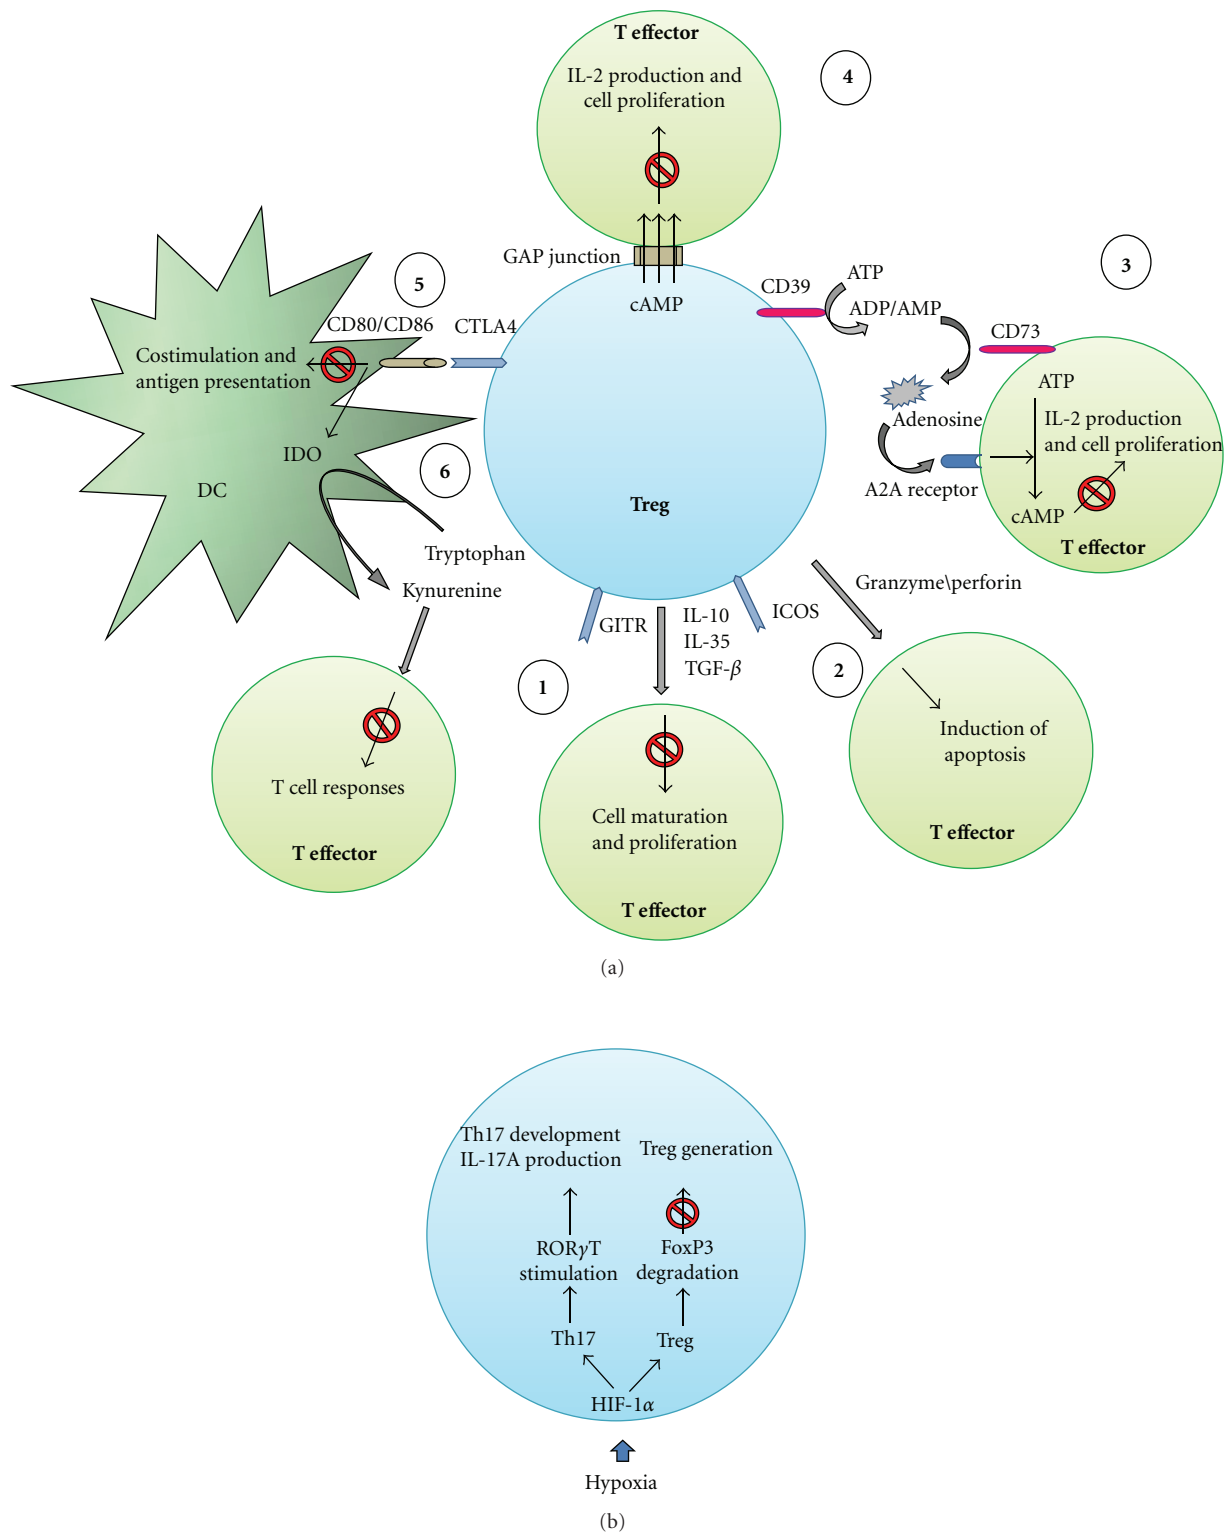 T effector
IL-2 production and
cell proliferation
4
GAP junction
cAMP
CD39
ATP
ADP/AMP
3
CD73
5
CD80/CD86
CTLA4
Costimulation and
antigen presentation
IDO
DC
6
Tryptophan
Kynurenine
Treg
Adenosine
A2A receptor
ATP
IL-2 production
and cell proliferation
cAMP
T effector
Granzyme\perforin
GITR
IL-10
IL-35
TGF-β
ICOS
1
2
Induction of
apoptosis
T effector
T cell responses
T effector
Cell maturation
and proliferation
T effector
(a)
Th17 development
IL-17A production
Treg generation
RORγT
stimulation
FoxP3
degradation
Th17
Treg
HIF-1α
Hypoxia
(b)